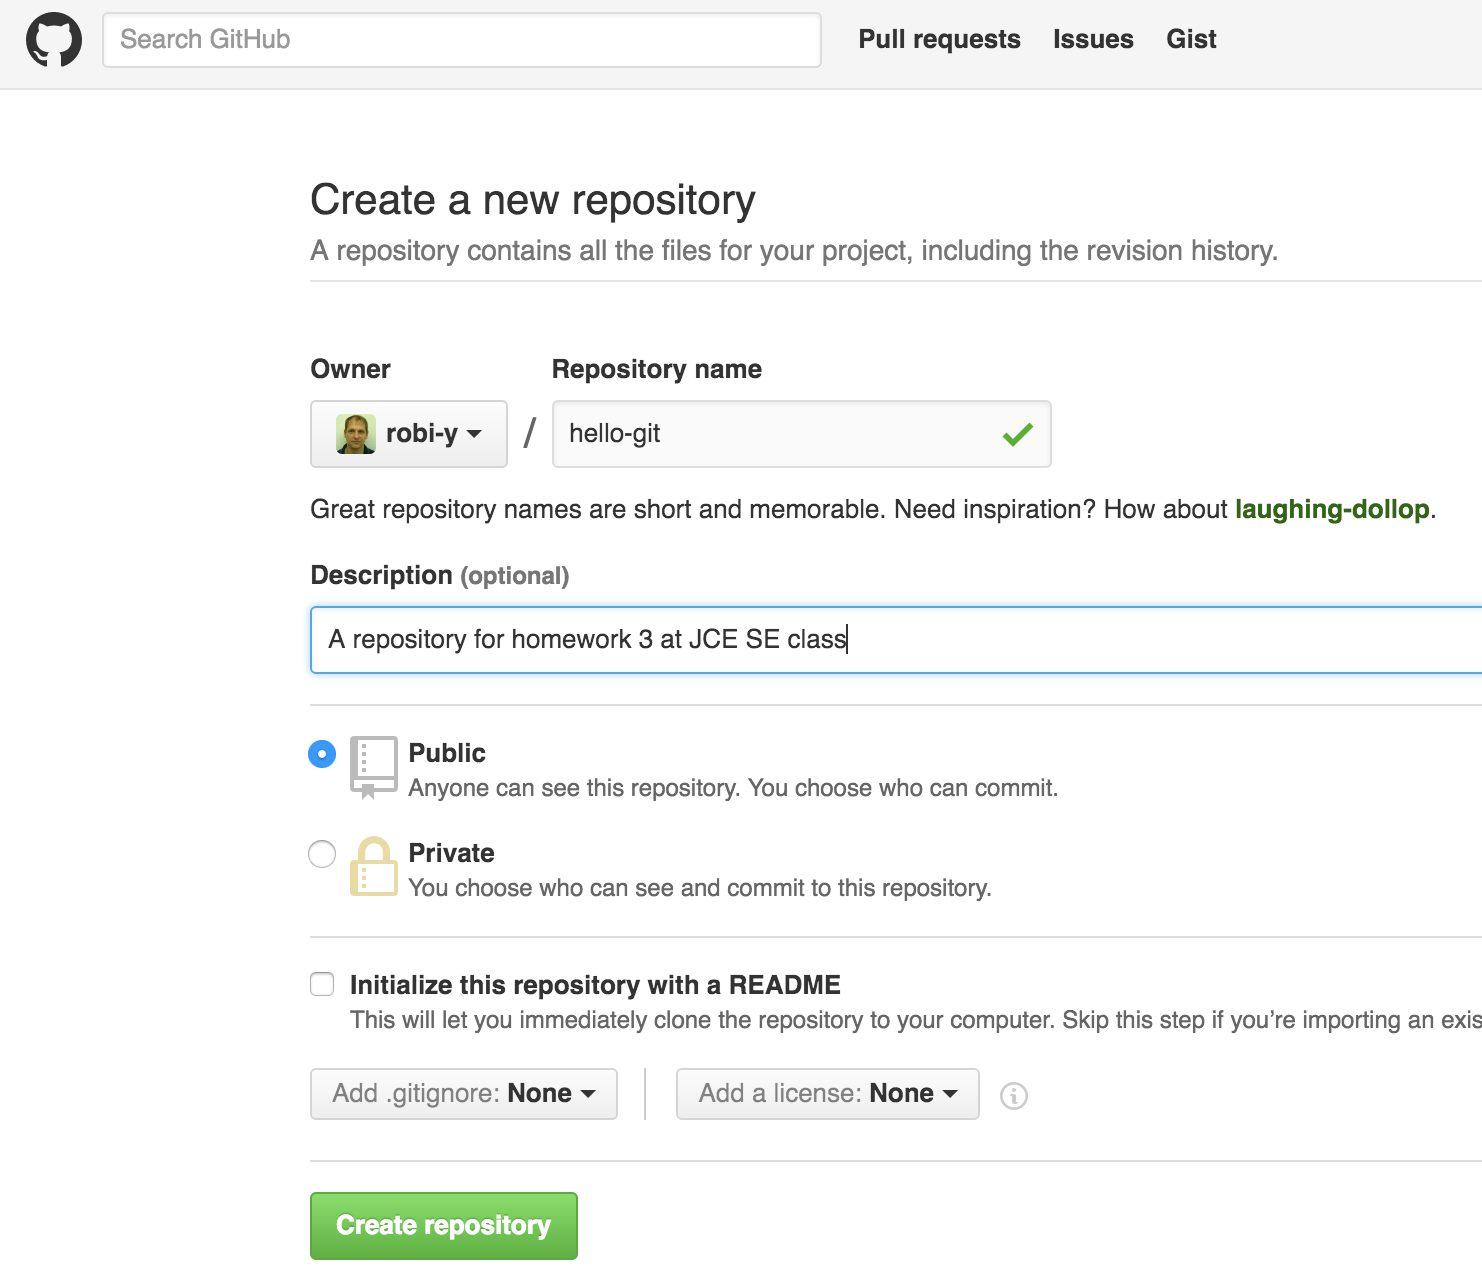 Search GitHub
Pull requests Issues Gist
Create a new repository
A repository contains all the files for your project, including the revision history.
Owner Repository name
robi-y / hello-git
Great repository names are short and memorable. Need inspiration? How about laughing-dollop.
Description (optional)
A repository for homework 3 at JCE SE class
Public
Anyone can see this repository. You choose who can commit.
Private
You choose who can see and commit to this repository.
Initialize this repository with a README
This will let you immediately clone the repository to your computer. Skip this step if you’re importing an exis
Add .gitignore: None Add a license: None
Create repository